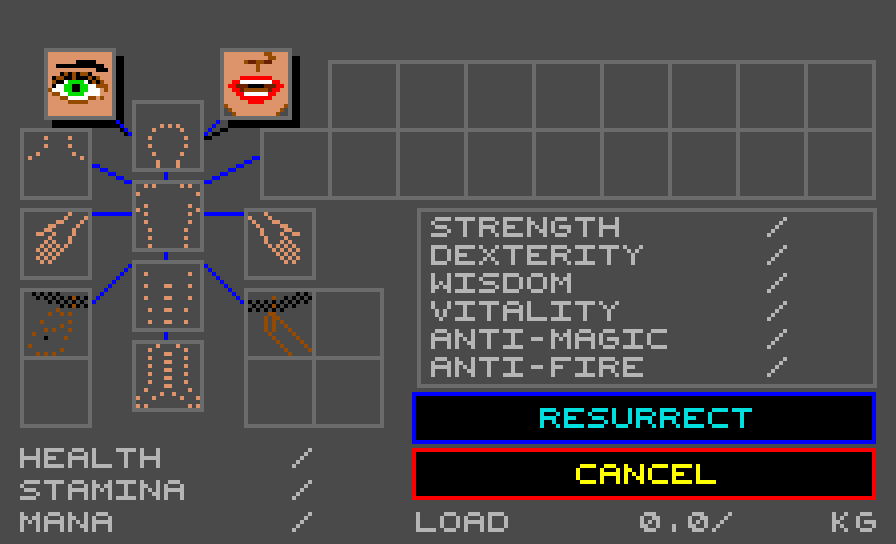 STRENGTH /
DEXTERITY /
WISDOM /
VITALITY /
ANTI-MAGIC /
ANTI-FIRE /
RESURRECT
CANCEL
HEALTH /
STAMINA /
MANA /
LOAD 0.0/ KG